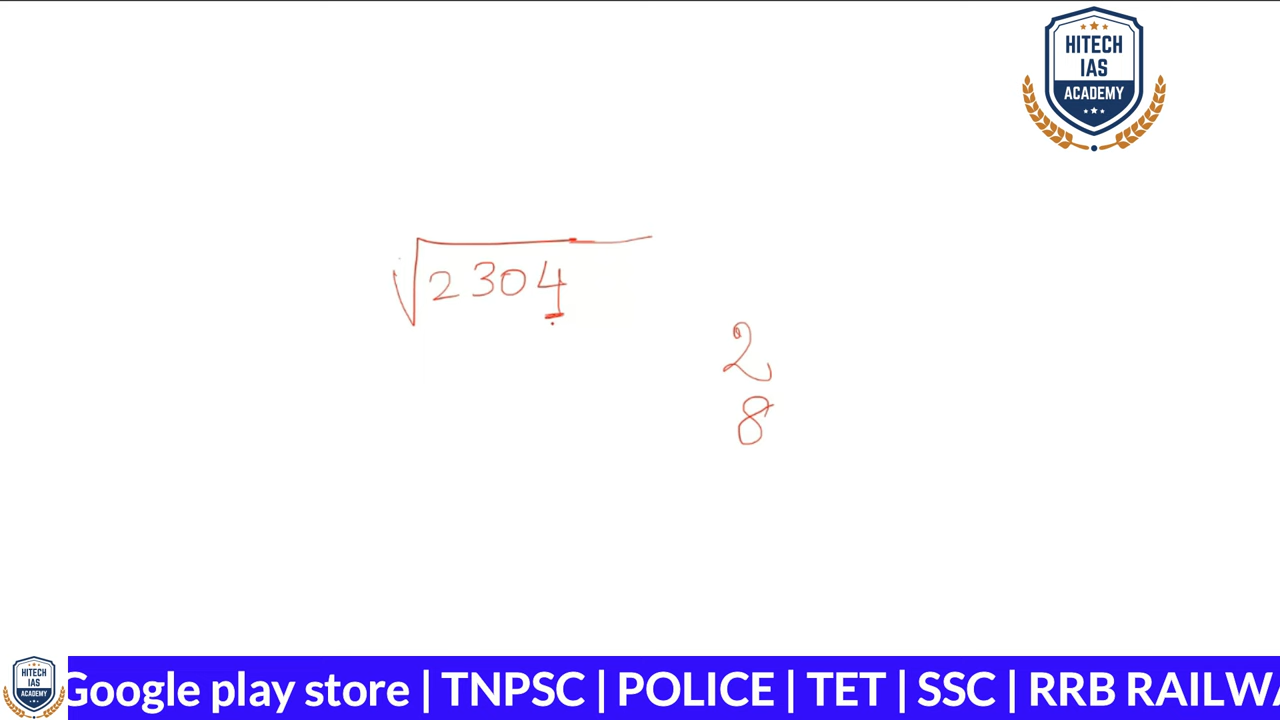 HITECH
IAS
ACADEMY
√2304
2
8
HITECH
IAS
ACADEMY
Google play store | TNPSC | POLICE | TET | SSC | RRB RAILWA